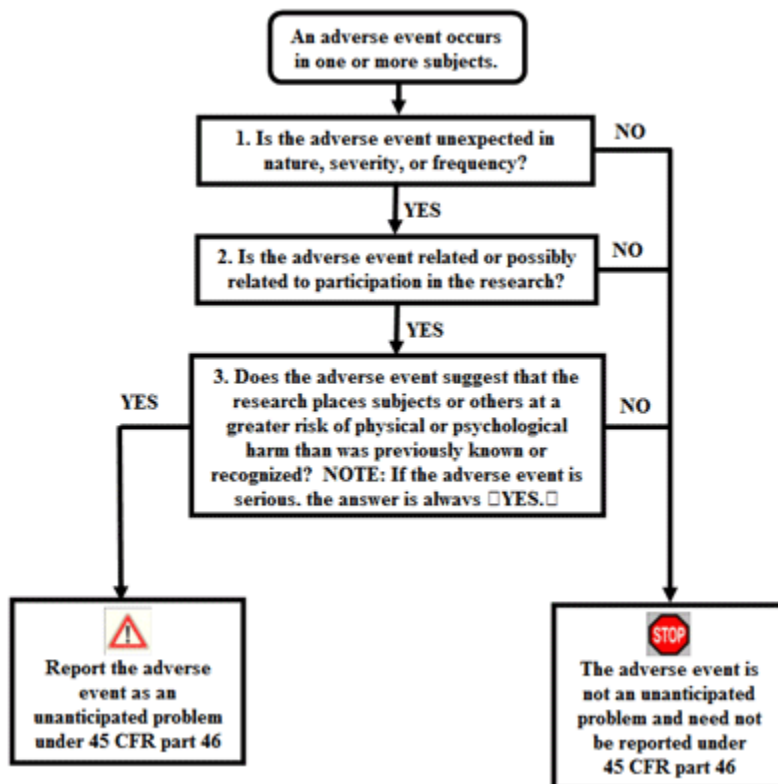 An adverse event occurs
in one or more subjects.
1. Is the adverse event unexpected in
nature, severity, or frequency?
NO
YES
2. Is the adverse event related or possibly
related to participation in the research?
NO
YES
3. Does the adverse event suggest that the
research places subjects or others at a
greater risk of physical or psychological
harm than was previously known or
recognized? NOTE: If the adverse event is
serious, the answer is always □YES.□
YES
NO
Report the adverse
event as an
unanticipated problem
under 45 CFR part 46
STOP
The adverse event is
not an unanticipated
problem and need not
be reported under
45 CFR part 46